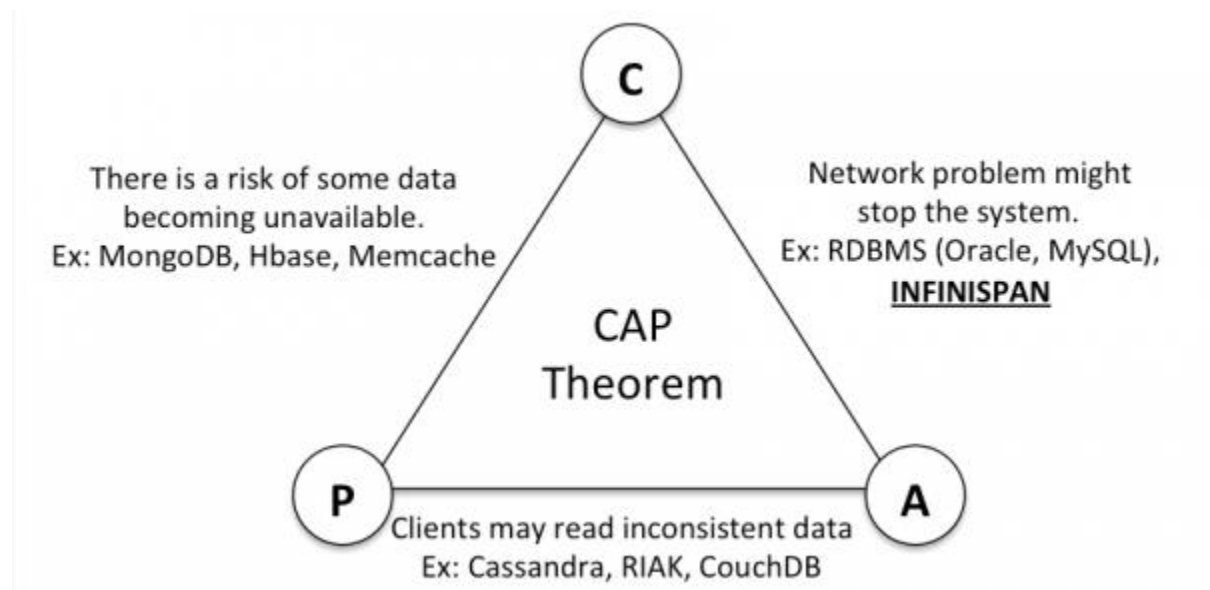 C
There is a risk of some data
becoming unavailable.
Ex: MongoDB, Hbase, Memcache
Network problem might
stop the system.
Ex: RDBMS (Oracle, MySQL),
INFINISPAN
CAP
Theorem
P
A
Clients may read inconsistent data
Ex: Cassandra, RIAK, CouchDB